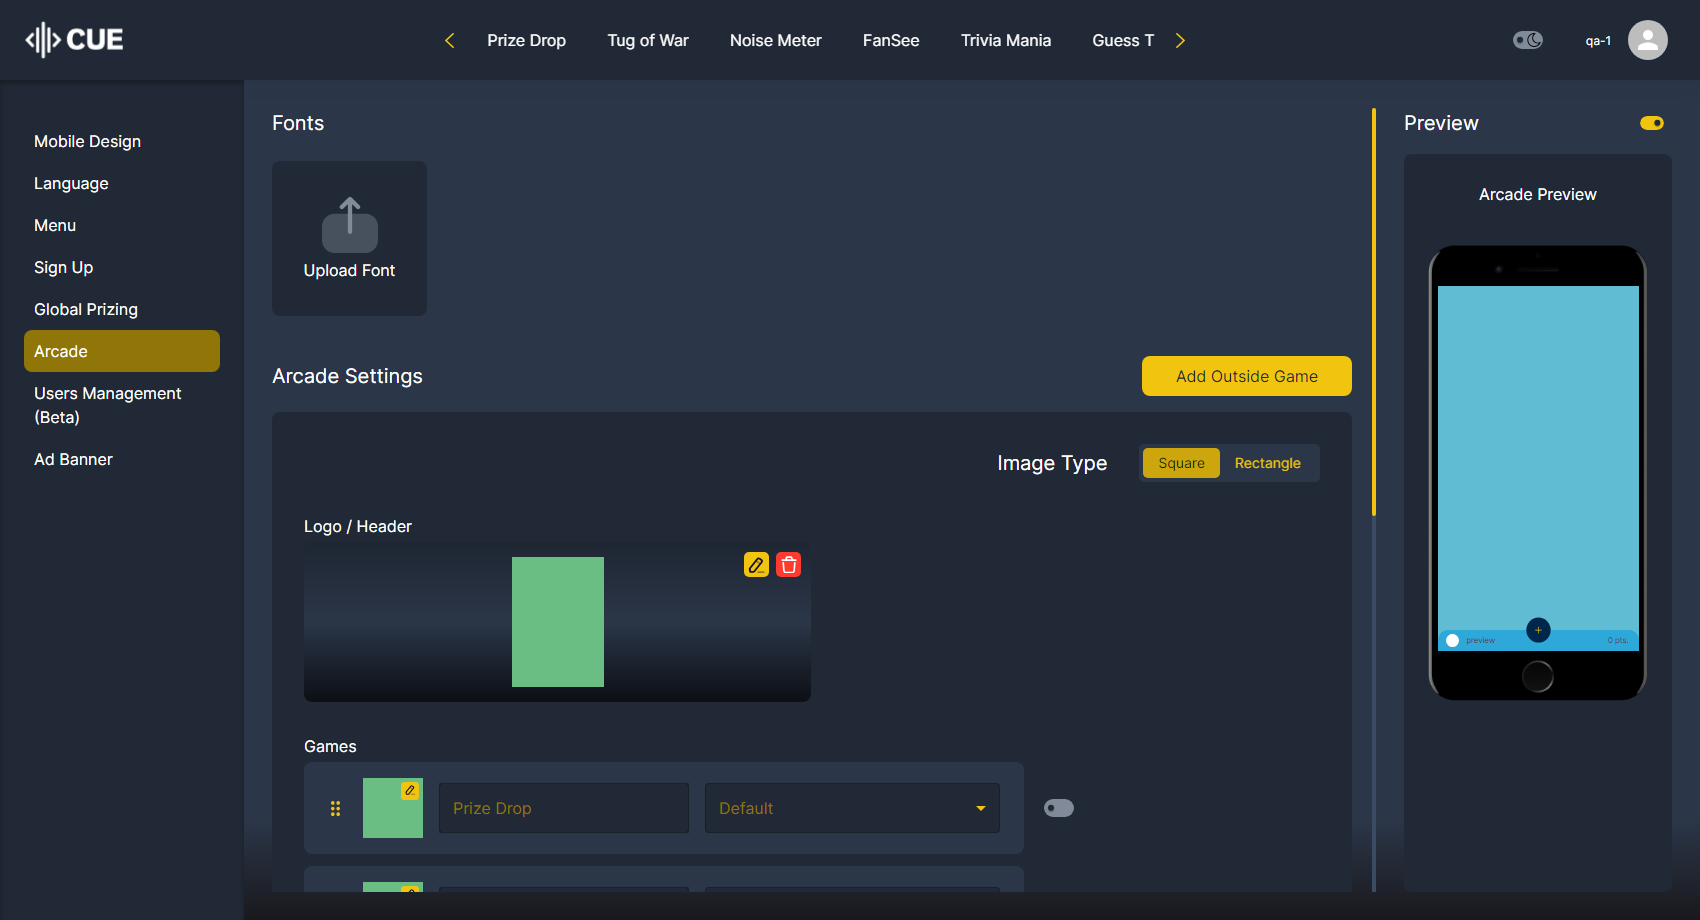 CUE
Prize Drop
Tug of War
Noise Meter
FanSee
Trivia Mania
Guess T
qa-1
Mobile Design
Language
Menu
Sign Up
Global Prizing
Arcade
Users Management
(Beta)
Ad Banner
Fonts
Upload Font
Arcade Settings
Add Outside Game
Image Type
Square
Rectangle
Logo / Header
Games
Prize Drop
Default
Preview
Arcade Preview
preview
0 pts.